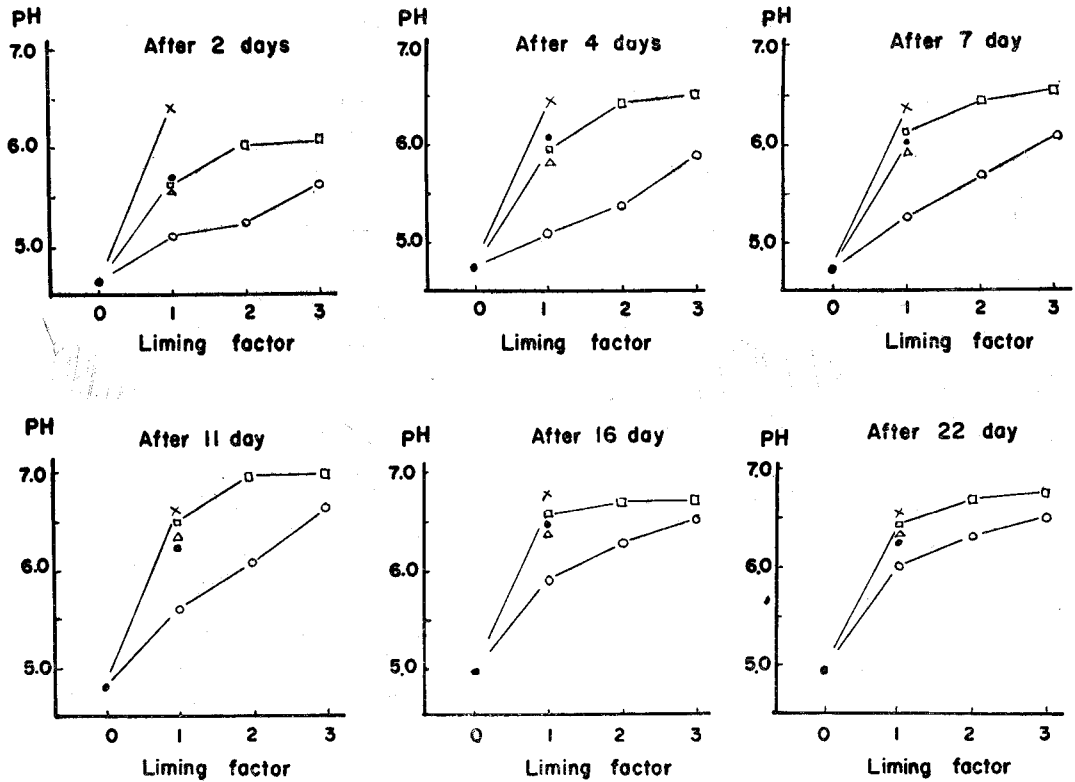 PH
After 2 days
7.0
6.0
5.0
0 1 2 3
Liming factor
After 4 days
7.0
6.0
5.0
0 1 2 3
Liming factor
PH
After 7 day
7.0
6.0
5.0
0 1 2 3
Liming factor
PH
After 11 day
7.0
6.0
5.0
0 1 2 3
Liming factor
PH
After 16 day
7.0
6.0
5.0
0 1 2 3
Liming factor
PH
After 22 day
7.0
6.0
5.0
0 1 2 3
Liming factor